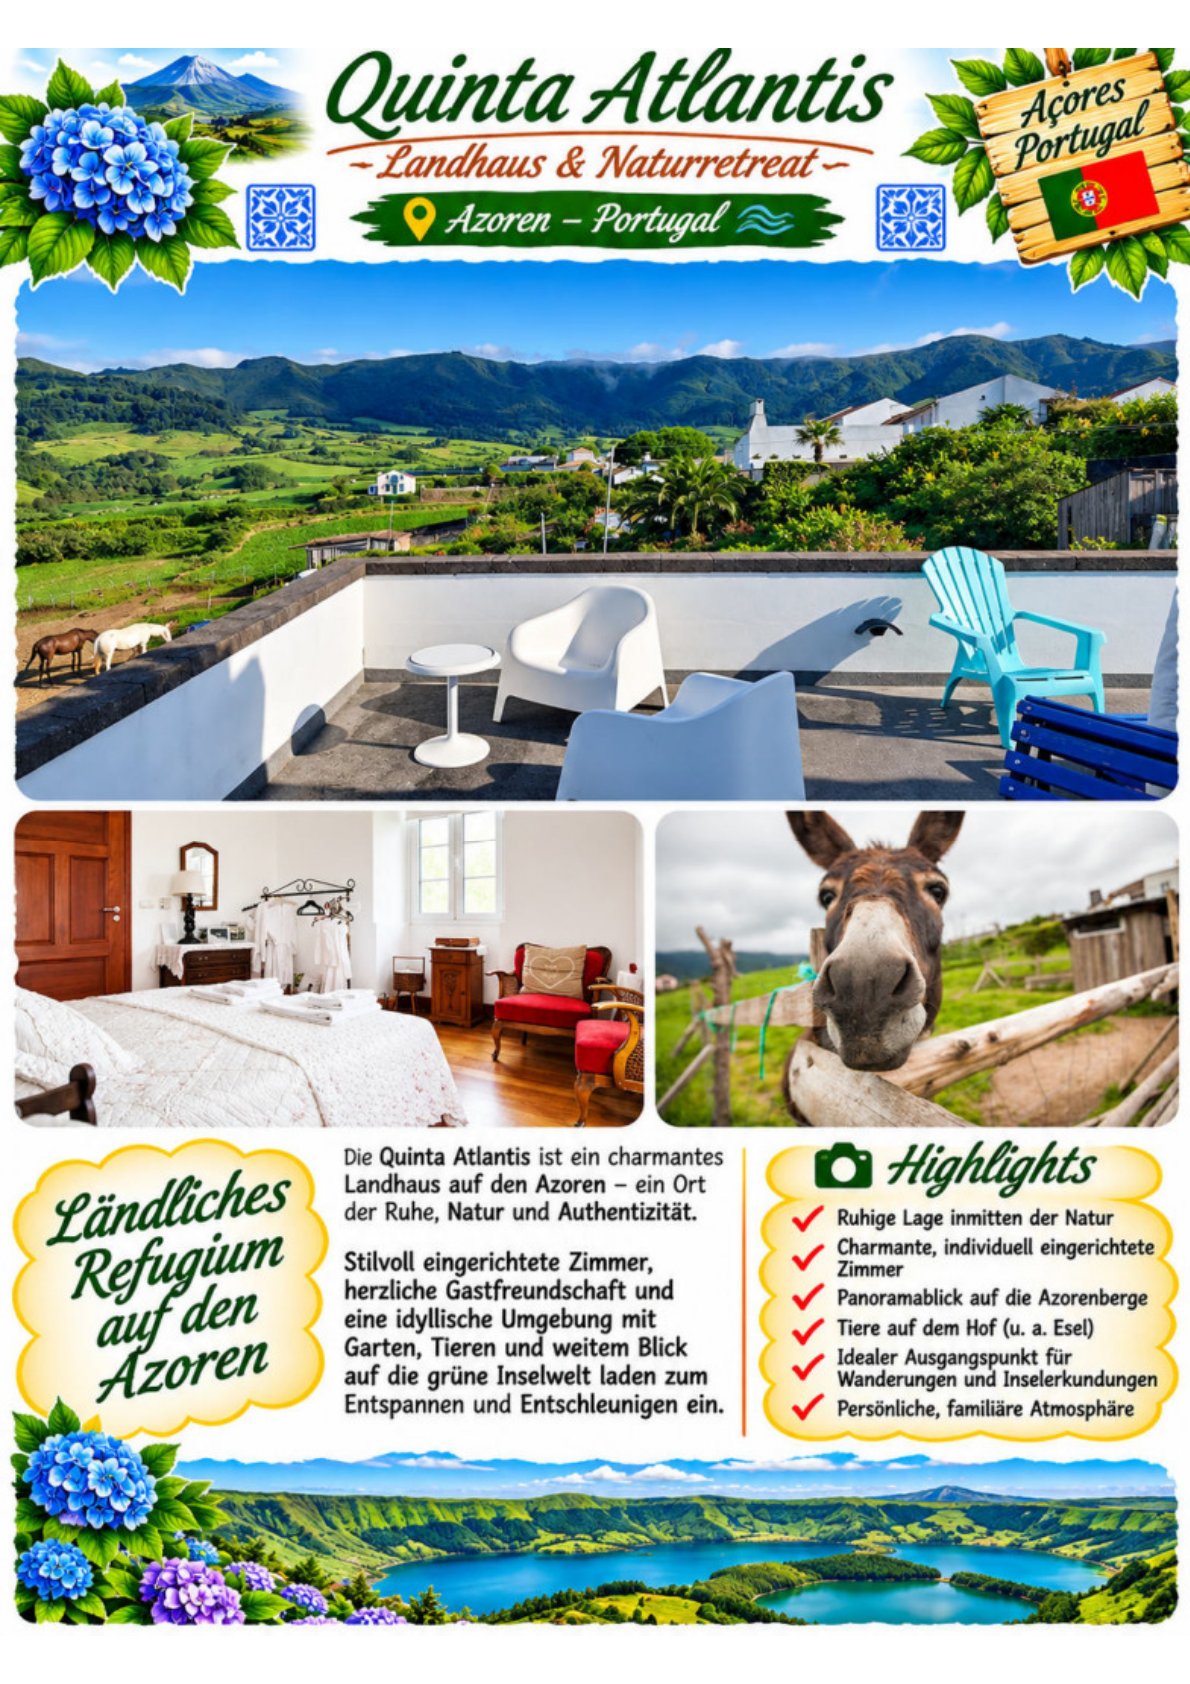 Quinta Atlantis
Landhaus & Naturretreat
Azoren – Portugal
Açores
Portugal
Ländliches
Refugium
auf den
Azoren
Die Quinta Atlantis ist ein charmantes
Landhaus auf den Azoren – ein Ort
der Ruhe, Natur und Authentizität.
Stilvoll eingerichtete Zimmer,
herzliche Gastfreundschaft und
eine idyllische Umgebung mit
Garten, Tieren und weitem Blick
auf die grüne Inselwelt laden zum
Entspannen und Entschleunigen ein.
Highlights
Ruhige Lage inmitten der Natur
Charmante, individuell eingerichtete
Zimmer
Panoramablick auf die Azorenberge
Tiere auf dem Hof (u. a. Esel)
Idealer Ausgangspunkt für
Wanderungen und Inselerkundungen
Persönliche, familiäre Atmosphäre